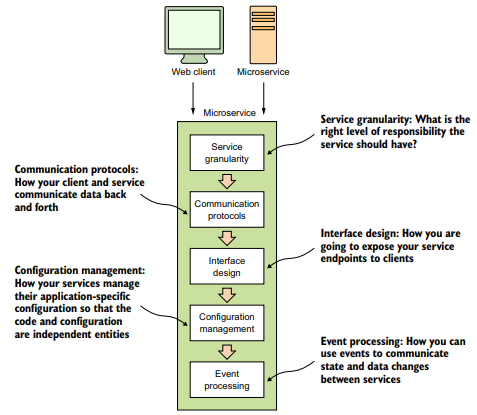 Web client
Microservice
Microservice
Service granularity: What is the
right level of responsibility the
service should have?
Service
granularity
Communication protocols:
How your client and service
communicate data back
and forth
Communication
protocols
Interface design: How you are
going to expose your service
endpoints to clients
Interface
design
Configuration management:
How your services manage
their application-specific
configuration so that the
code and configuration
are independent entities
Configuration
management
Event processing: How you can
use events to communicate
state and data changes
between services
Event
processing